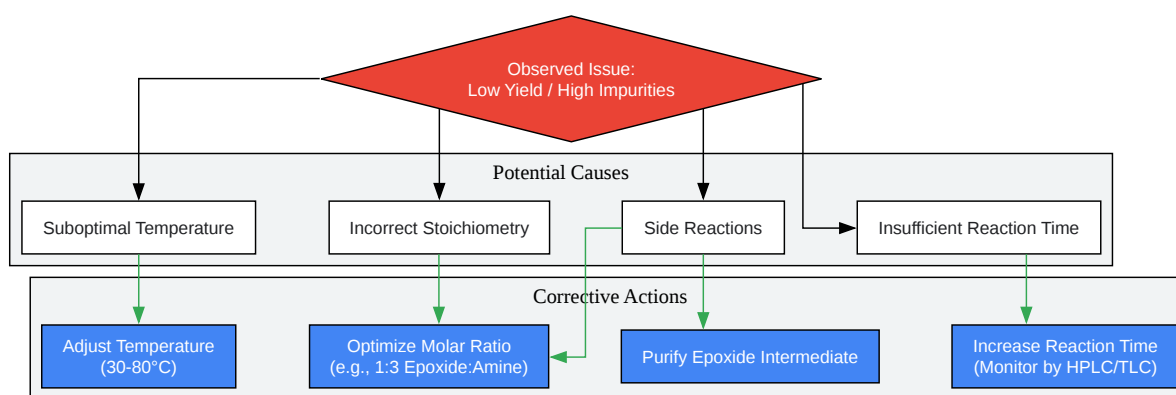 Observed Issue:
Low Yield / High Impurities
Potential Causes
Suboptimal Temperature
Incorrect Stoichiometry
Side Reactions
Insufficient Reaction Time
Corrective Actions
Adjust Temperature
(30-80°C)
Optimize Molar Ratio
(e.g., 1:3 Epoxide:Amine)
Purify Epoxide Intermediate
Increase Reaction Time
(Monitor by HPLC/TLC)